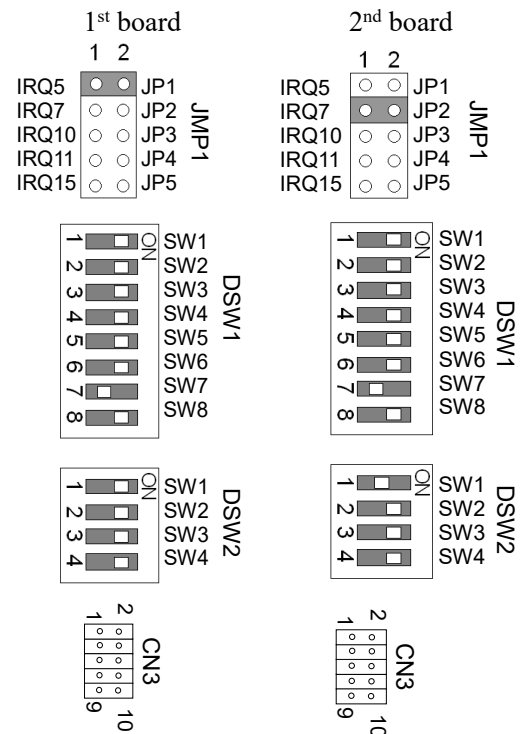 1st board
1 2
IRQ5 JP1
IRQ7 JP2
IRQ10 JP3
IRQ11 JP4
IRQ15 JP5
JMP1
1 ON SW1
2 SW2
3 SW3
4 SW4
5 SW5
6 SW6
7 SW7
8 SW8
DSW1
1 ON SW1
2 SW2
3 SW3
4 SW4
DSW2
1 2
CN3
9 10
2nd board
1 2
IRQ5 JP1
IRQ7 JP2
IRQ10 JP3
IRQ11 JP4
IRQ15 JP5
JMP1
1 ON SW1
2 SW2
3 SW3
4 SW4
5 SW5
6 SW6
7 SW7
8 SW8
DSW1
1 ON SW1
2 SW2
3 SW3
4 SW4
DSW2
1 2
CN3
9 10